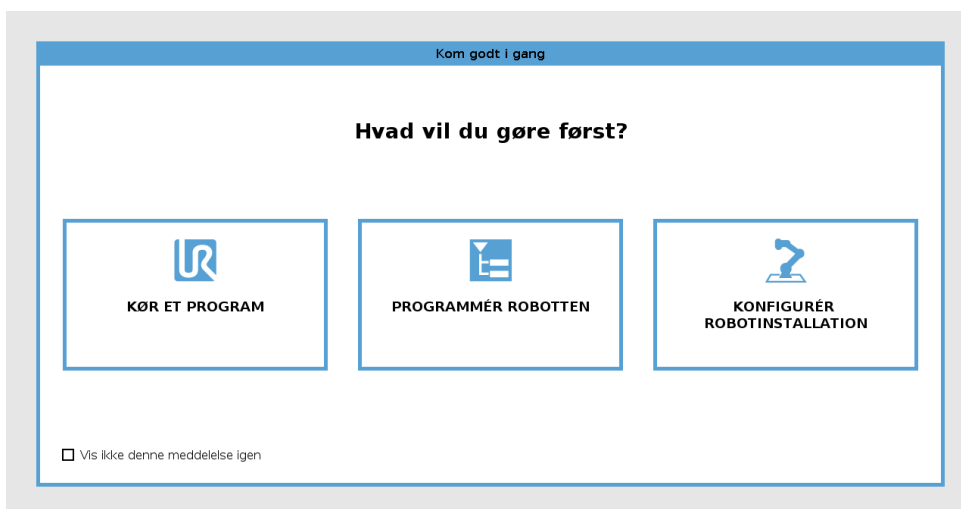 Kom godt i gang
Hvad vil du gøre først?
UR
KØR ET PROGRAM
PROGRAMMÉR ROBOTTEN
KONFIGURÉR
ROBOTINSTALLATION
Vis ikke denne meddelelse igen